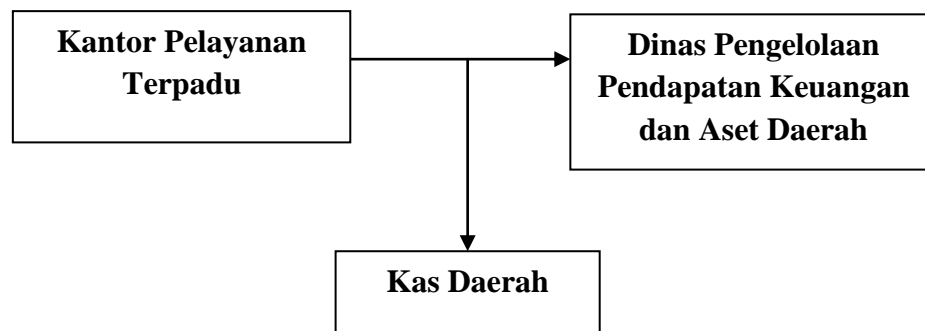 Kantor Pelayanan
Terpadu
Dinas Pengelolaan
Pendapatan Keuangan
dan Aset Daerah
Kas Daerah